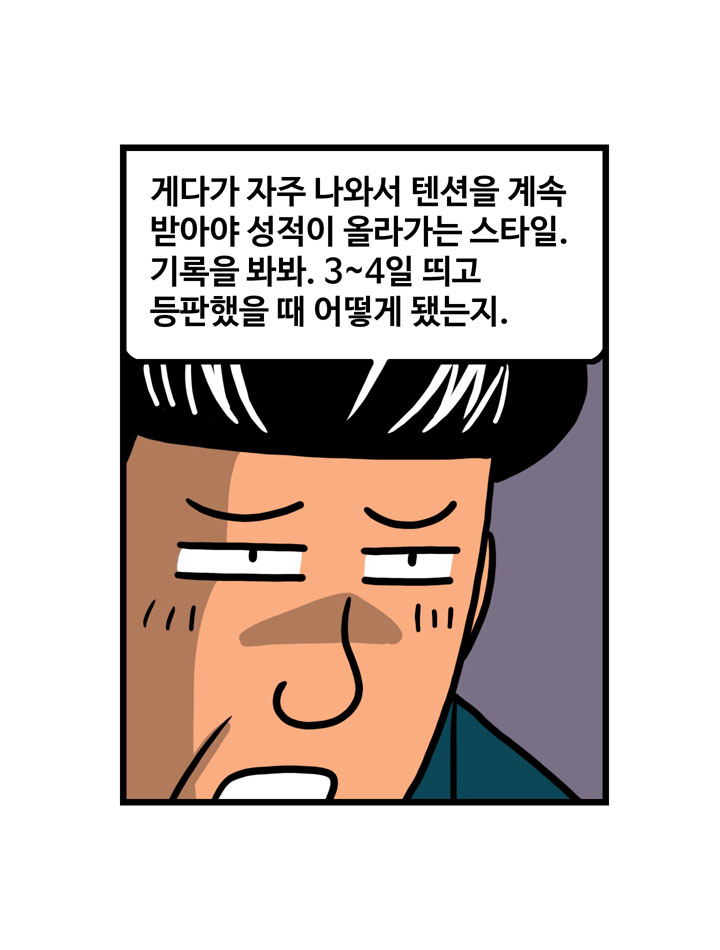 게다가 자주 나와서 텐션을 계속
받아야 성적이 올라가는 스타일.
기록을 봐봐. 3~4일 띄고
등판했을 때 어떻게 됐는지.